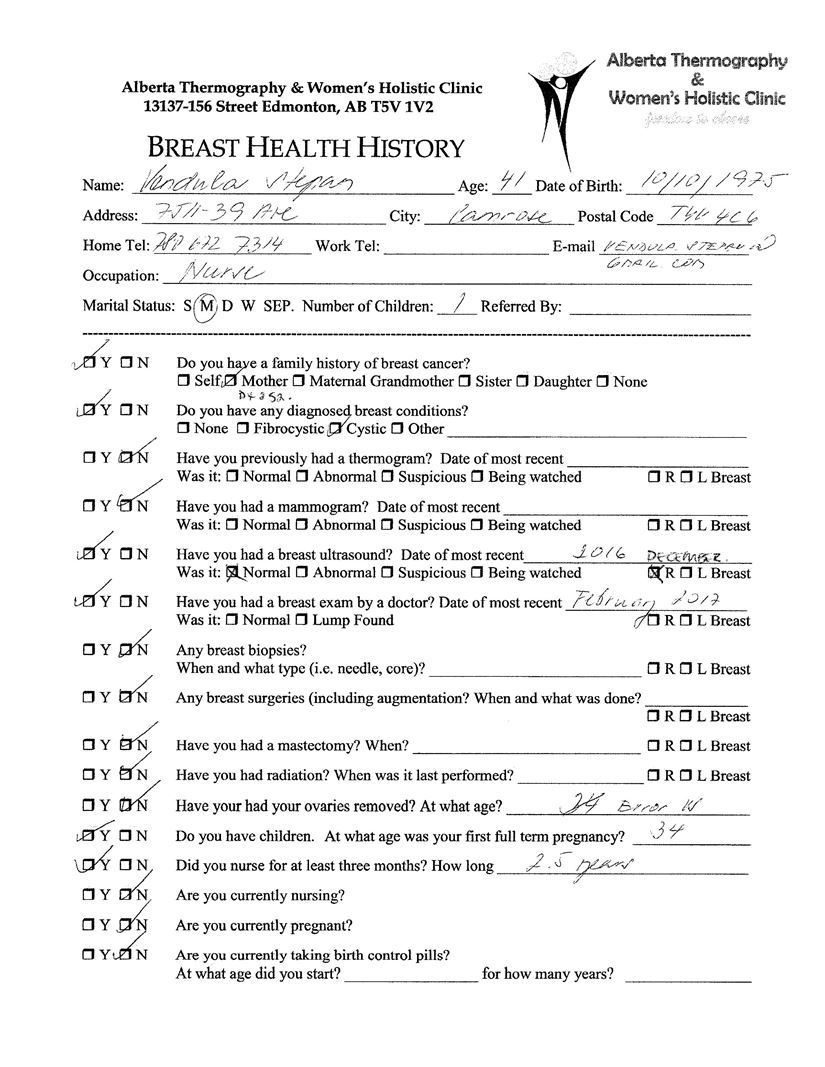 Alberta Thermography
&
Women's Holistic Clinic
Alberta Thermography & Women's Holistic Clinic
13137-156 Street Edmonton, AB T5V 1V2
BREAST HEALTH HISTORY
Name: Vendula Stepan Age: 41 Date of Birth: 10/10/1975
Address: 7511-39 Ave City: Camrose Postal Code T4V 4C6
Home Tel: 780 672 7314 Work Tel: E-mail VENDULA.STEPAN@
GMAIL.COM
Occupation: Nurse
Marital Status: S M D W SEP. Number of Children: 1 Referred By:
Y N Do you have a family history of breast cancer?
Self Mother Maternal Grandmother Sister Daughter None
Dx @ 52.
Y N Do you have any diagnosed breast conditions?
None Fibrocystic Cystic Other
Y N Have you previously had a thermogram? Date of most recent
Was it: Normal Abnormal Suspicious Being watched R L Breast
Y N Have you had a mammogram? Date of most recent
Was it: Normal Abnormal Suspicious Being watched R L Breast
Y N Have you had a breast ultrasound? Date of most recent 2016 DECEMBER.
Was it: Normal Abnormal Suspicious Being watched R L Breast
Y N Have you had a breast exam by a doctor? Date of most recent February 2017
Was it: Normal Lump Found R L Breast
Y N Any breast biopsies?
When and what type (i.e. needle, core)? R L Breast
Y N Any breast surgeries (including augmentation? When and what was done?
R L Breast
Y N Have you had a mastectomy? When? R L Breast
Y N Have you had radiation? When was it last performed? R L Breast
Y N Have your had your ovaries removed? At what age? 34 Error
Y N Do you have children. At what age was your first full term pregnancy? 34
Y N Did you nurse for at least three months? How long 2.5 years
Y N Are you currently nursing?
Y N Are you currently pregnant?
Y N Are you currently taking birth control pills?
At what age did you start? for how many years?